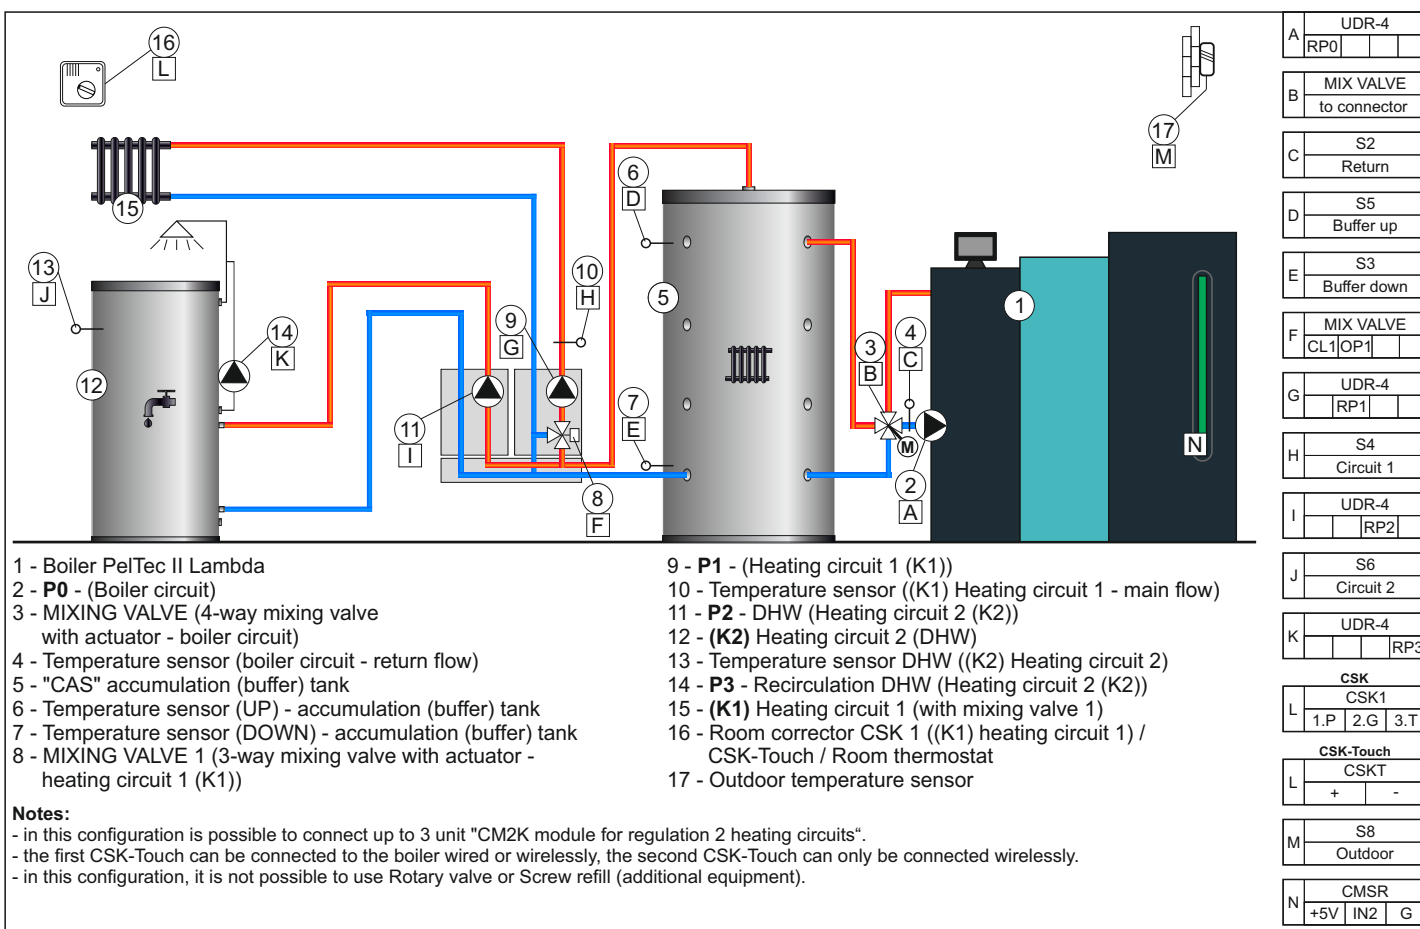 16
L
17
M
6
D
13
J
15
10
H
5
1
14
K
9
G
3
B
4
C
12
11
I
7
E
M
N
2
A
8
F
1 - Boiler PelTec II Lambda
2 - P0 - (Boiler circuit)
3 - MIXING VALVE (4-way mixing valve
with actuator - boiler circuit)
4 - Temperature sensor (boiler circuit - return flow)
5 - "CAS" accumulation (buffer) tank
6 - Temperature sensor (UP) - accumulation (buffer) tank
7 - Temperature sensor (DOWN) - accumulation (buffer) tank
8 - MIXING VALVE 1 (3-way mixing valve with actuator -
heating circuit 1 (K1))
9 - P1 - (Heating circuit 1 (K1))
10 - Temperature sensor ((K1) Heating circuit 1 - main flow)
11 - P2 - DHW (Heating circuit 2 (K2))
12 - (K2) Heating circuit 2 (DHW)
13 - Temperature sensor DHW ((K2) Heating circuit 2)
14 - P3 - Recirculation DHW (Heating circuit 2 (K2))
15 - (K1) Heating circuit 1 (with mixing valve 1)
16 - Room corrector CSK 1 ((K1) heating circuit 1) /
CSK-Touch / Room thermostat
17 - Outdoor temperature sensor
Notes:
- in this configuration is possible to connect up to 3 unit "CM2K module for regulation 2 heating circuits“.
- the first CSK-Touch can be connected to the boiler wired or wirelessly, the second CSK-Touch can only be connected wirelessly.
- in this configuration, it is not possible to use Rotary valve or Screw refill (additional equipment).
A UDR-4
RP0
B MIX VALVE
to connector
C S2
Return
D S5
Buffer up
E S3
Buffer down
F MIX VALVE
CL1 OP1
G UDR-4
RP1
H S4
Circuit 1
I UDR-4
RP2
J S6
Circuit 2
K UDR-4
RP3
CSK
L CSK1
1.P 2.G 3.T
CSK-Touch
L CSKT
+ -
M S8
Outdoor
N CMSR
+5V IN2 G